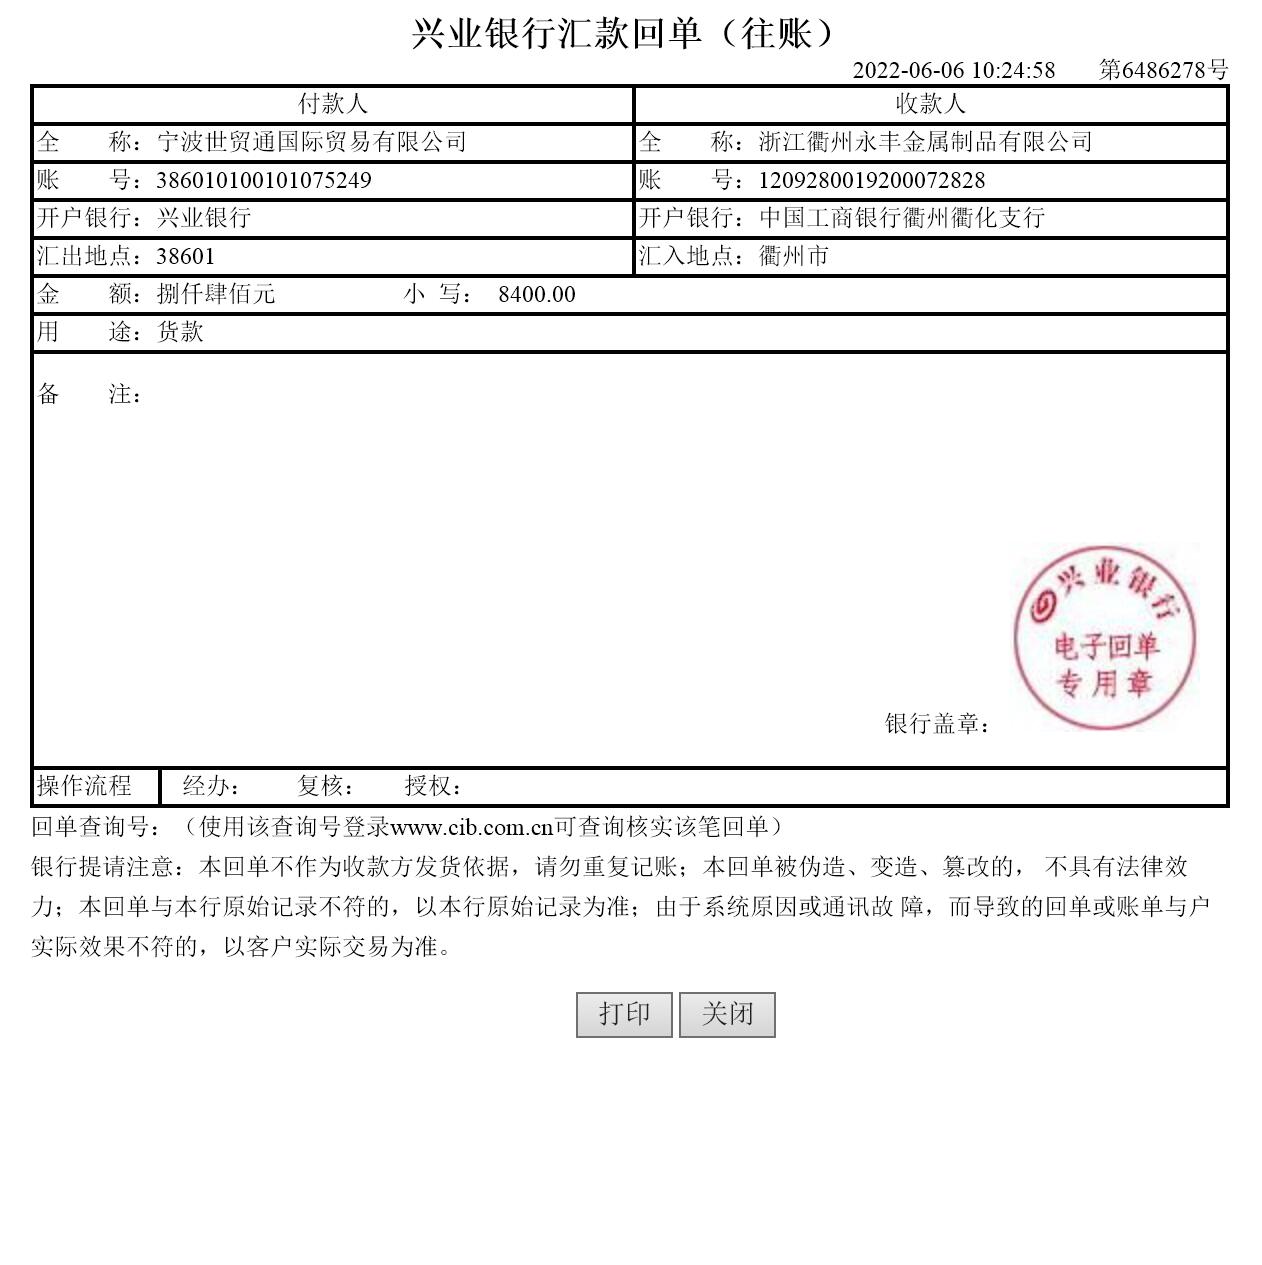 兴业银行汇款回单（往账）
2022-06-06 10:24:58 第6486278号
付款人 收款人
全 称：宁波世贸通国际贸易有限公司 全 称：浙江衢州永丰金属制品有限公司
账 号：386010100101075249 账 号：1209280019200072828
开户银行：兴业银行 开户银行：中国工商银行衢州衢化支行
汇出地点：38601 汇入地点：衢州市
金 额：捌仟肆佰元 小 写： 8400.00
用 途：货款
备 注：
兴业银行
电子回单
专用章
银行盖章：
操作流程 经办： 复核： 授权：
回单查询号：（使用该查询号登录www.cib.com.cn可查询核实该笔回单）
银行提请注意：本回单不作为收款方发货依据，请勿重复记账；本回单被伪造、变造、篡改的， 不具有法律效
力；本回单与本行原始记录不符的，以本行原始记录为准；由于系统原因或通讯故 障，而导致的回单或账单与户
实际效果不符的，以客户实际交易为准。
打印 关闭